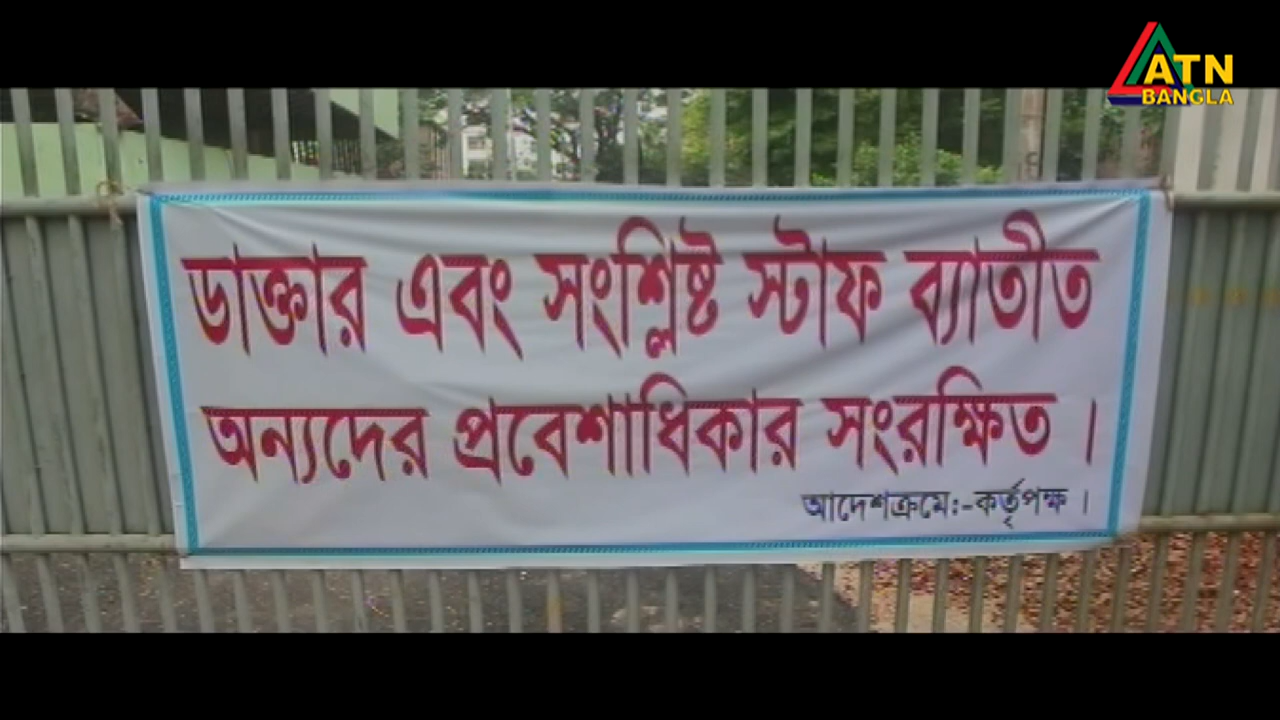 ATN
BANGLA
ডাক্তার এবং সংশ্লিষ্ট স্টাফ ব্যাতীত
অন্যদের প্রবেশাধিকার সংরক্ষিত।
আদেশক্রমে:-কর্তৃপক্ষ।